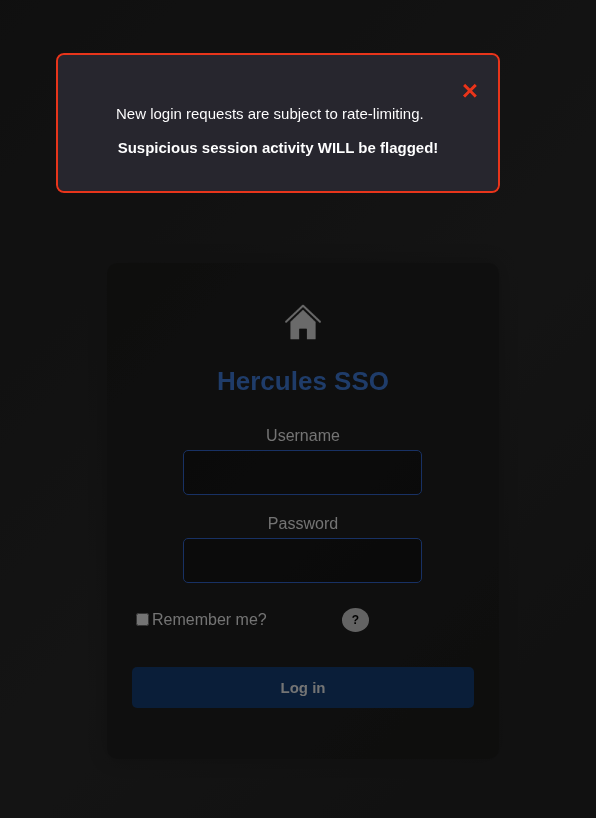 ✕
New login requests are subject to rate-limiting.
Suspicious session activity WILL be flagged!
Hercules SSO
Username
Password
Remember me?
?
Log in